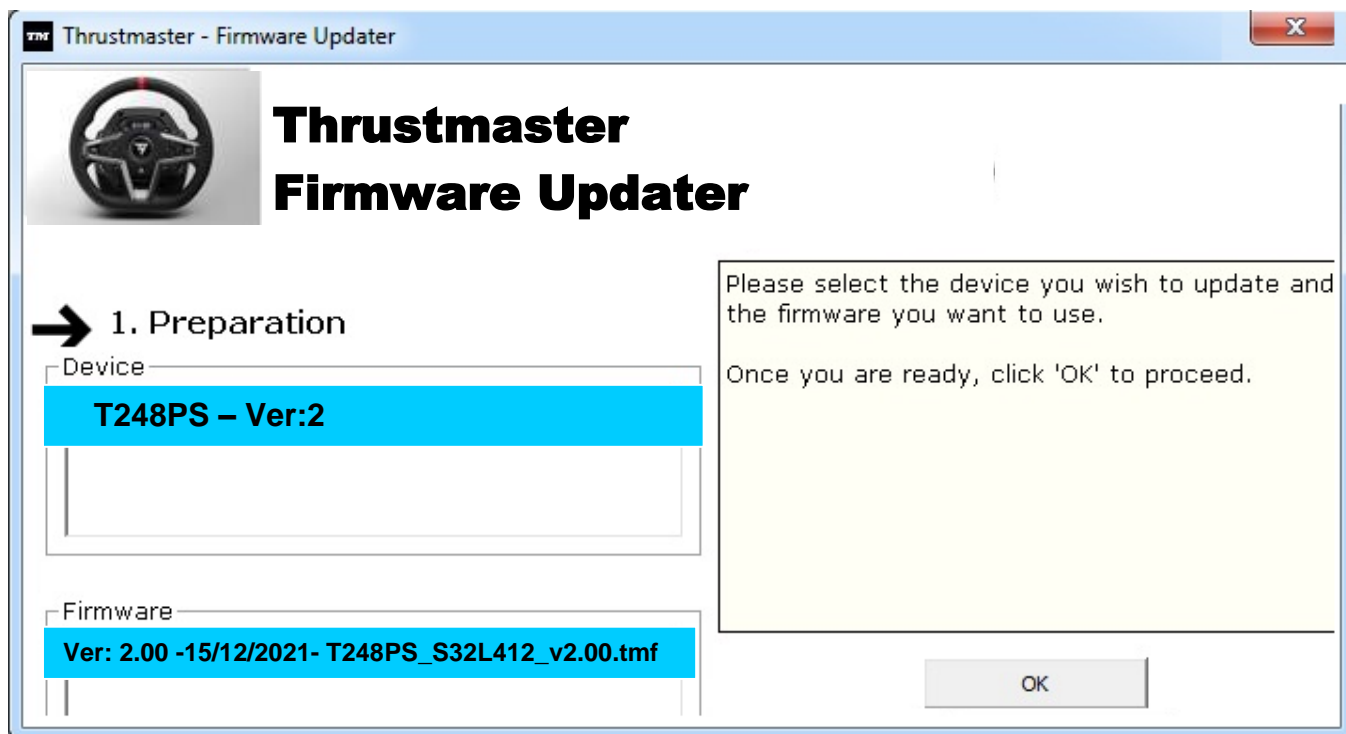 TM Thrustmaster - Firmware Updater
Thrustmaster
Firmware Updater
1. Preparation
Device
T248PS – Ver:2
Firmware
Ver: 2.00 -15/12/2021- T248PS_S32L412_v2.00.tmf
Please select the device you wish to update and
the firmware you want to use.
Once you are ready, click 'OK' to proceed.
OK